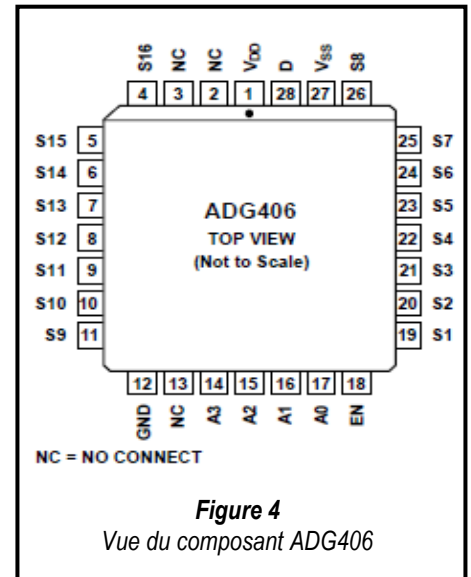 S16 NC NC VDD D VSS S8
4 3 2 1 28 27 26
S15 5 25 S7
S14 6 24 S6
S13 7 23 S5
S12 8 22 S4
S11 9 21 S3
S10 10 20 S2
S9 11 19 S1
ADG406
TOP VIEW
(Not to Scale)
12 13 14 15 16 17 18
GND NC A3 A2 A1 A0 EN
NC = NO CONNECT
Figure 4
Vue du composant ADG406